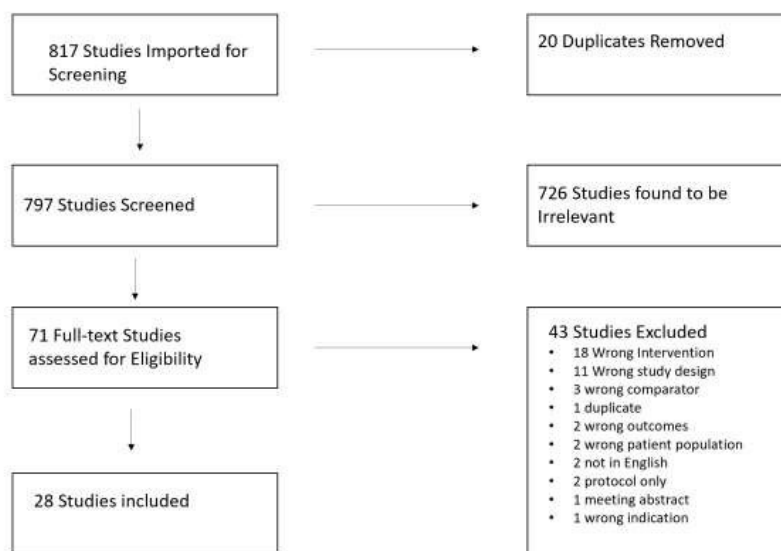 817 Studies Imported for
Screening
20 Duplicates Removed
797 Studies Screened
726 Studies found to be
Irrelevant
71 Full-text Studies
assessed for Eligibility
43 Studies Excluded
• 18 Wrong Intervention
• 11 Wrong study design
• 3 wrong comparator
• 1 duplicate
• 2 wrong outcomes
• 2 wrong patient population
• 2 not in English
• 2 protocol only
• 1 meeting abstract
• 1 wrong indication
28 Studies included